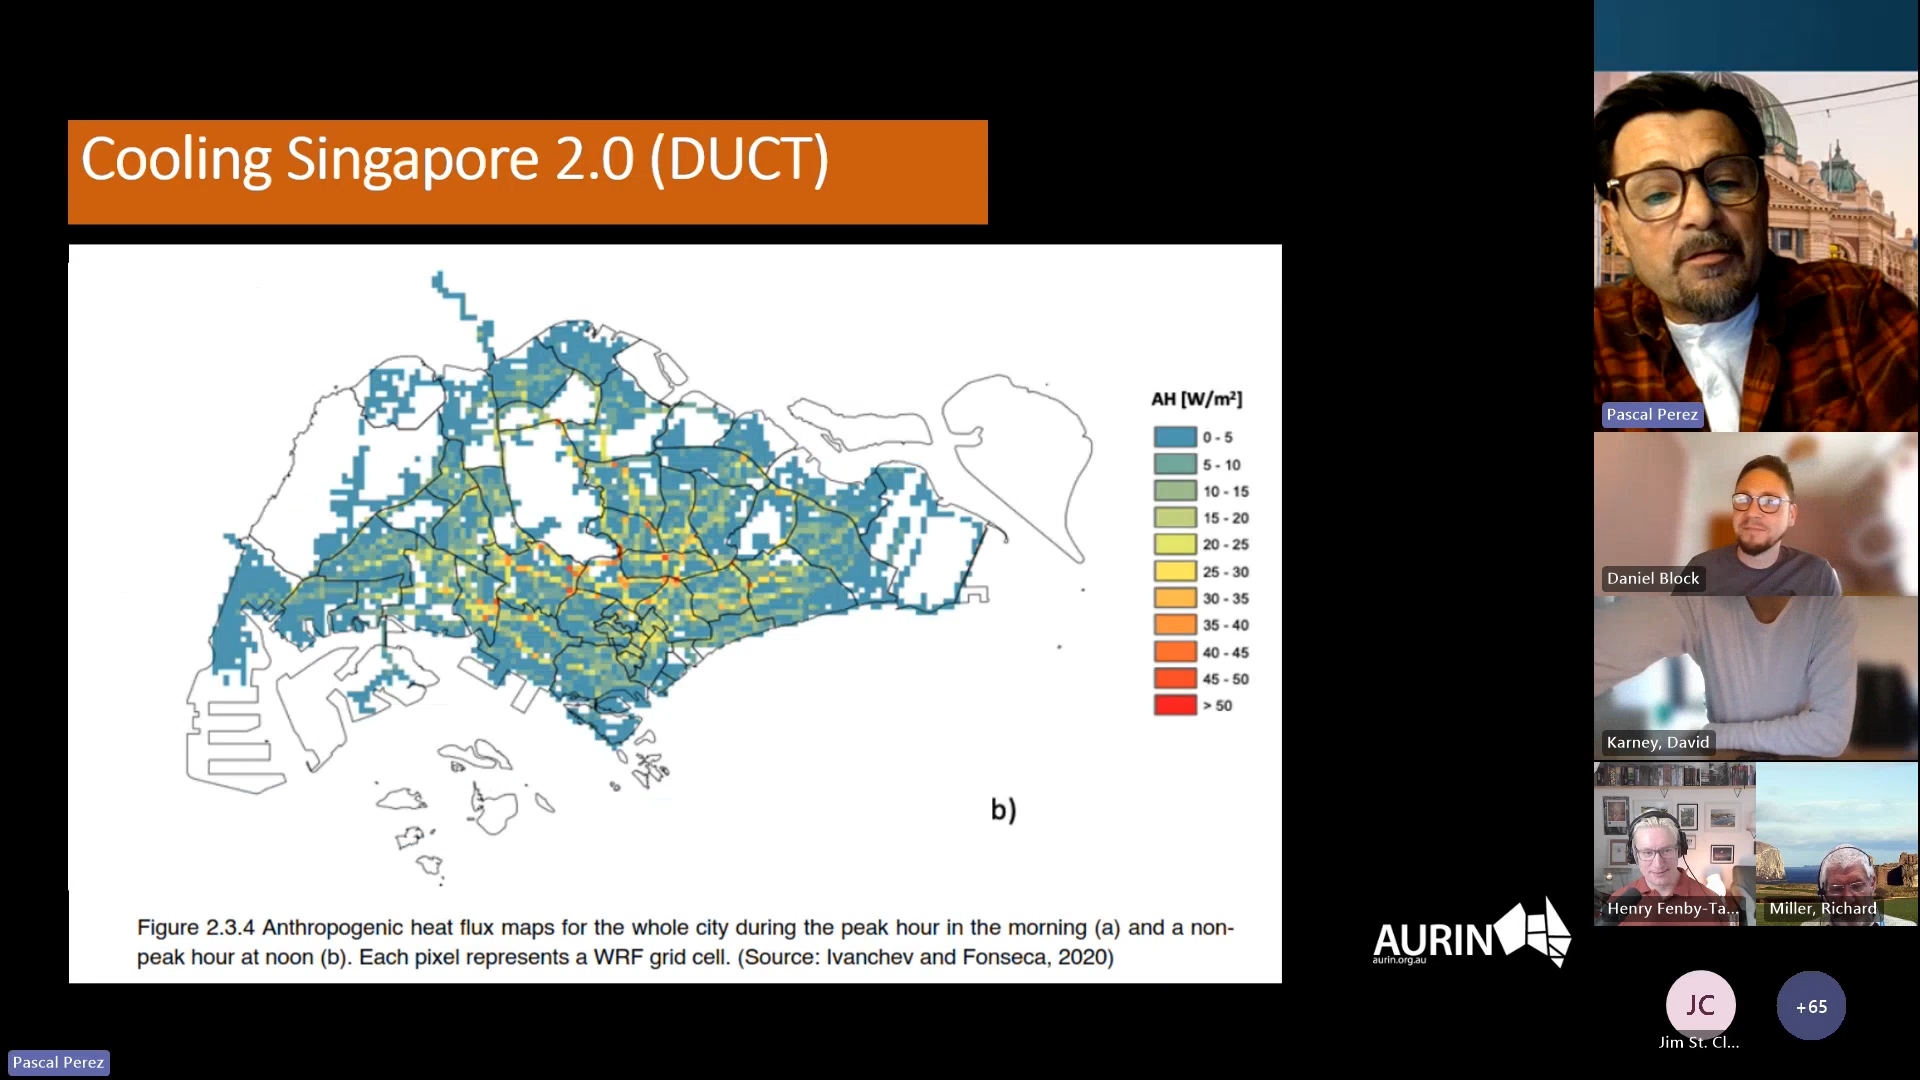 Cooling Singapore 2.0 (DUCT)
AH [W/m²]
0 - 5
5 - 10
10 - 15
15 - 20
20 - 25
25 - 30
30 - 35
35 - 40
40 - 45
45 - 50
> 50
b)
Figure 2.3.4 Anthropogenic heat flux maps for the whole city during the peak hour in the morning (a) and a non-
peak hour at noon (b). Each pixel represents a WRF grid cell. (Source: Ivanchev and Fonseca, 2020)
AURIN
aurin.org.au
Pascal Perez
Pascal Perez
Daniel Block
Karney, David
Henry Fenby-Ta...
Miller, Richard
JC
Jim St. Cl...
+65